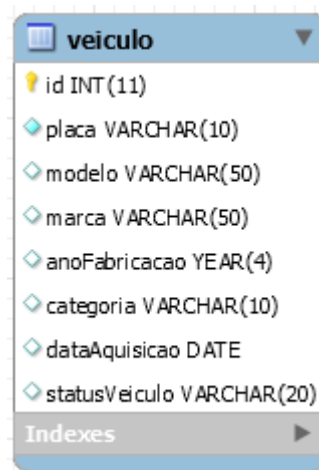 veiculo
id INT(11)
placa VARCHAR(10)
modelo VARCHAR(50)
marca VARCHAR(50)
anoFabricacao YEAR(4)
categoria VARCHAR(10)
dataAquisicao DATE
statusVeiculo VARCHAR(20)
Indexes